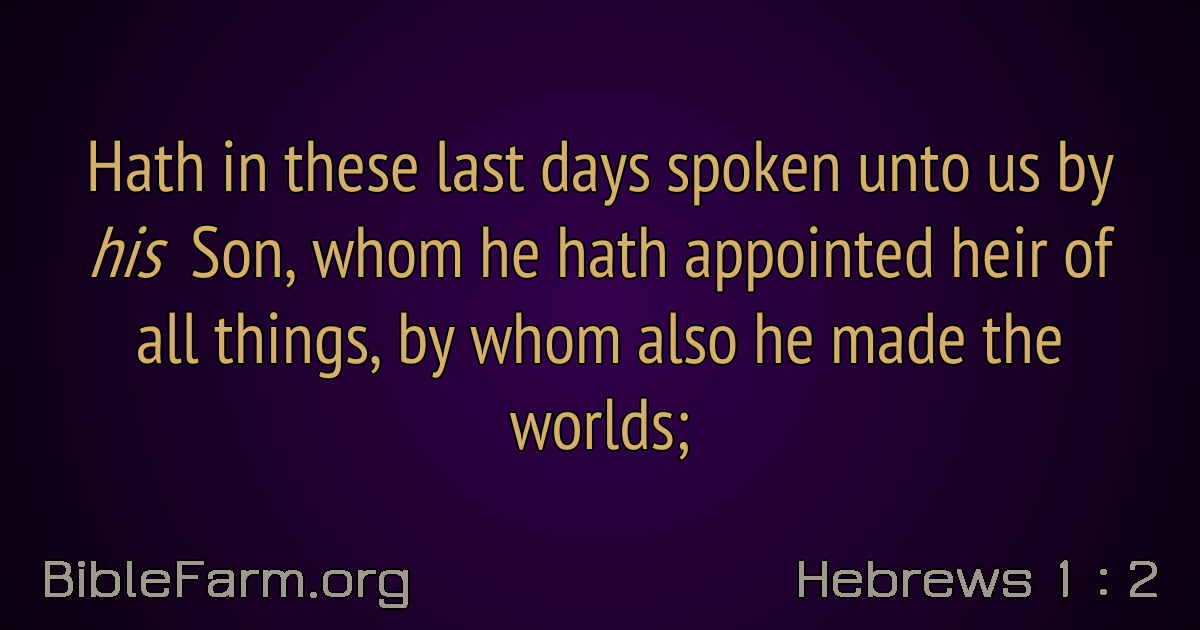 Hath in these last days spoken unto us by
his Son, whom he hath appointed heir of
all things, by whom also he made the
worlds;
BibleFarm.org
Hebrews 1 : 2